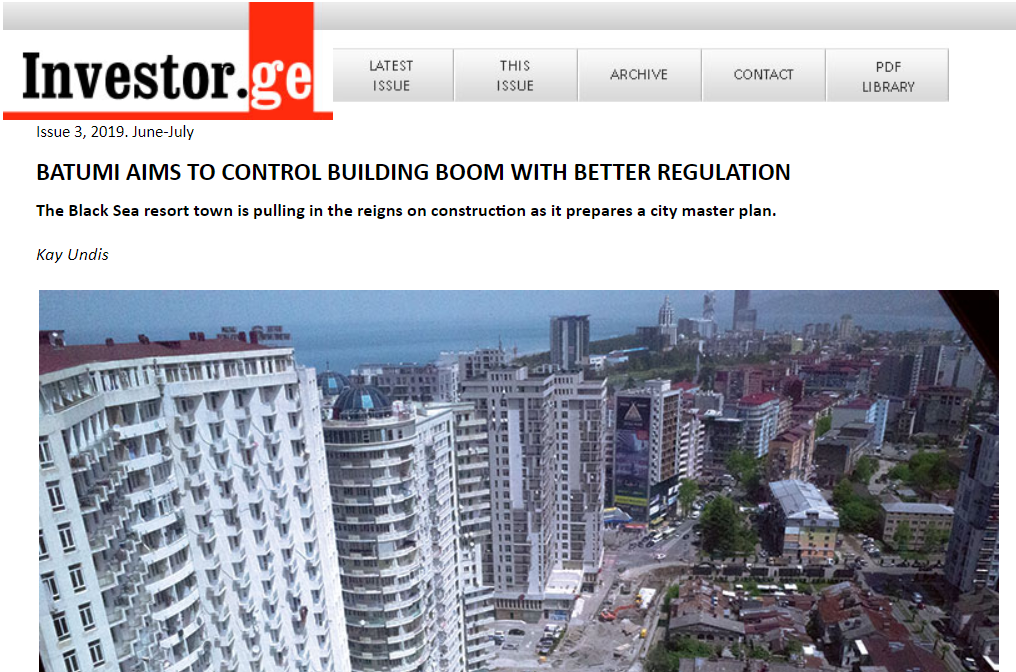 Investor.ge
LATEST
ISSUE
THIS
ISSUE
ARCHIVE
CONTACT
PDF
LIBRARY
Issue 3, 2019. June-July
BATUMI AIMS TO CONTROL BUILDING BOOM WITH BETTER REGULATION
The Black Sea resort town is pulling in the reigns on construction as it prepares a city master plan.
Kay Undis